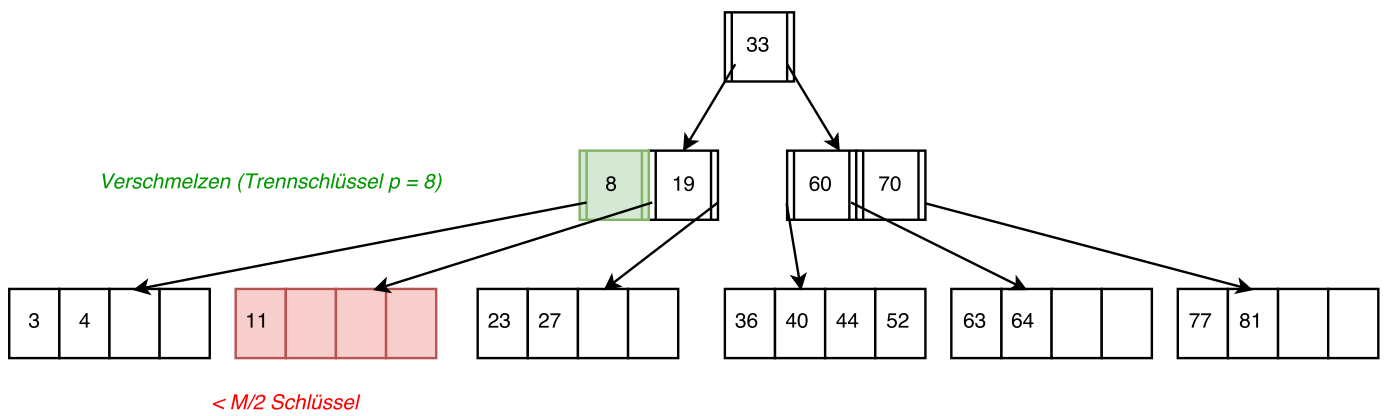 33
Verschmelzen (Trennschlüssel p = 8)
8 19 60 70
3 4 11 23 27 36 40 44 52 63 64 77 81
< M/2 Schlüssel